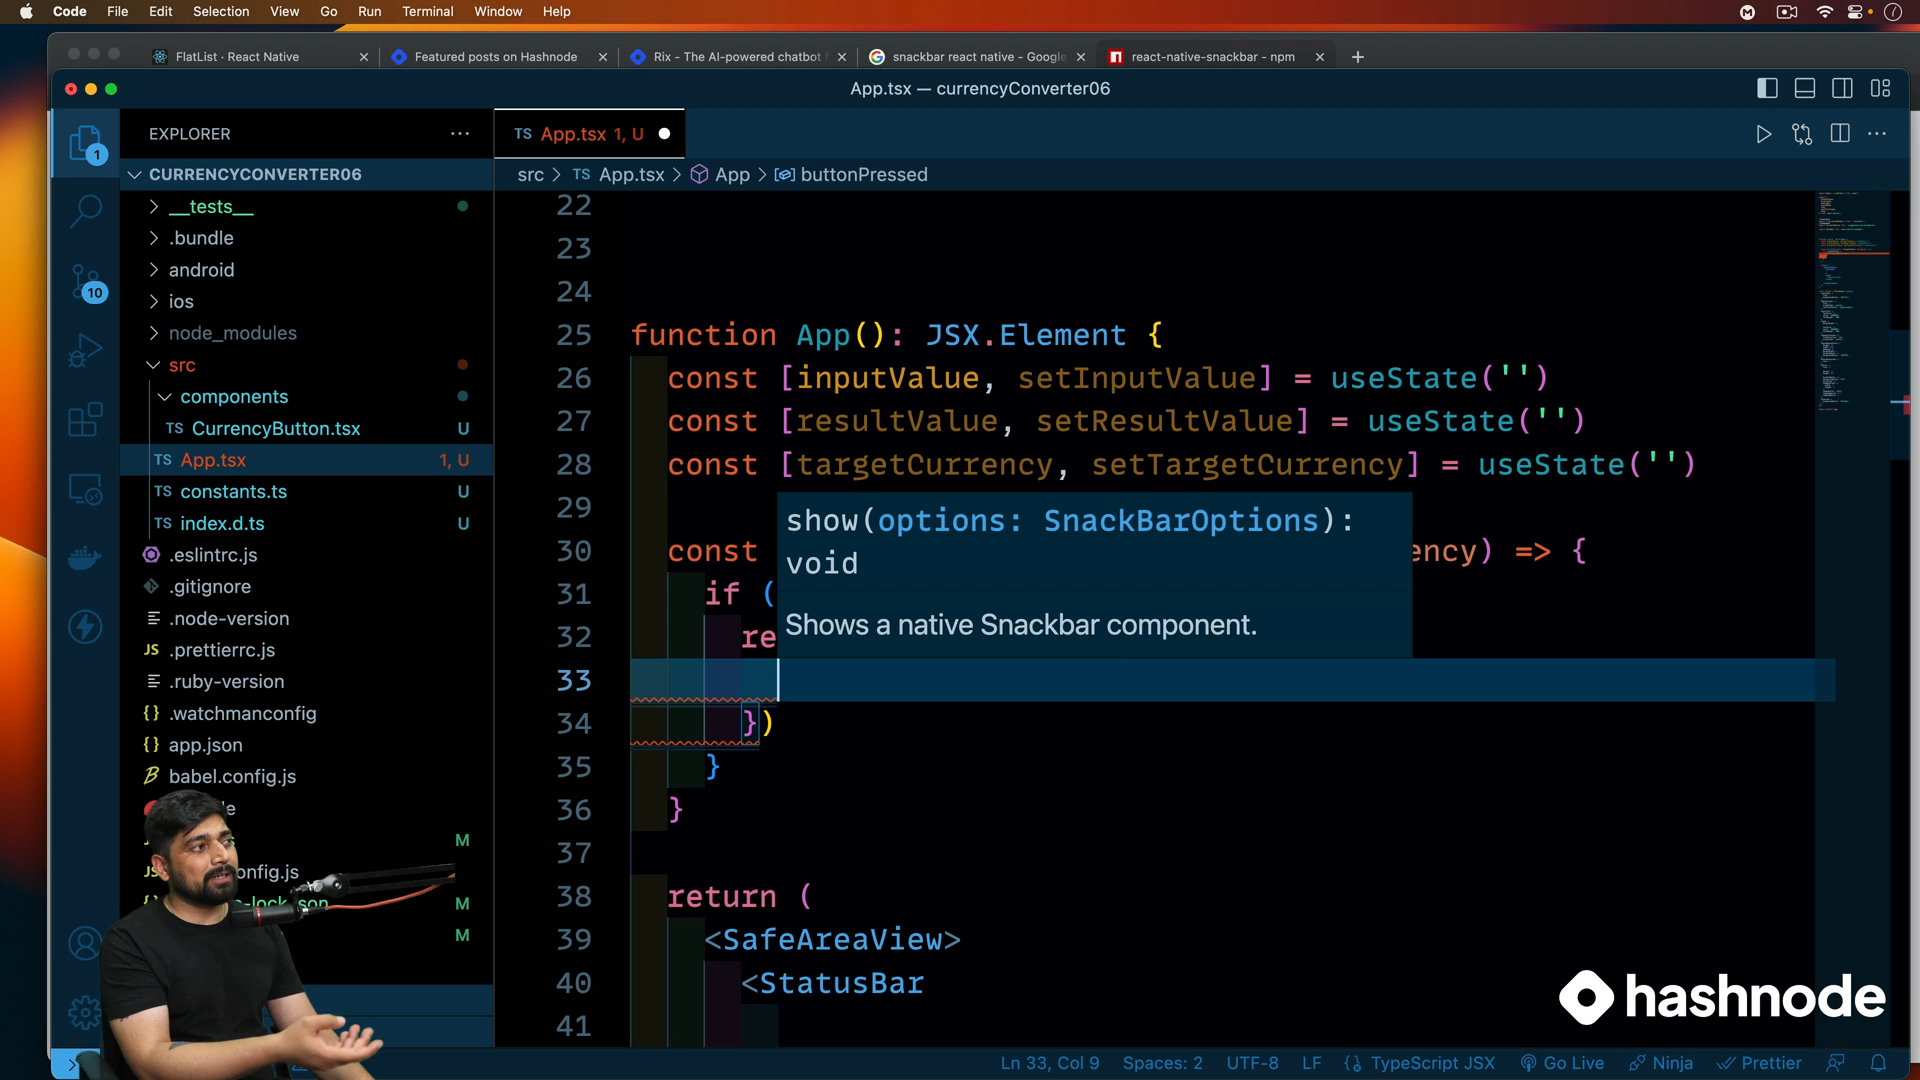 Code File Edit Selection View Go Run Terminal Window Help
FlatList · React Native
Featured posts on Hashnode
Rix - The AI-powered chatbot
snackbar react native - Google
react-native-snackbar - npm
App.tsx — currencyConverter06
EXPLORER
TS App.tsx 1, U
src > TS App.tsx > App > buttonPressed
1
10
CURRENCYCONVERTER06
__tests__
.bundle
android
ios
node_modules
src
components
TS CurrencyButton.tsx U
TS App.tsx 1, U
TS constants.ts U
TS index.d.ts U
.eslintrc.js
.gitignore
.node-version
JS .prettierrc.js
.ruby-version
{} .watchmanconfig
{} app.json
babel.config.js
M
onfig.js
-lock.json M
M
22
23
24
25 function App(): JSX.Element {
26 const [inputValue, setInputValue] = useState('')
27 const [resultValue, setResultValue] = useState('')
28 const [targetCurrency, setTargetCurrency] = useState('')
29
show(options: SnackBarOptions):
void
Shows a native Snackbar component.
30 const ency) => {
31 if (
32 re
33
34 })
35 }
36 }
37
38 return (
39 <SafeAreaView>
40 <StatusBar
41
hashnode
Ln 33, Col 9 Spaces: 2 UTF-8 LF {} TypeScript JSX Go Live Ninja Prettier